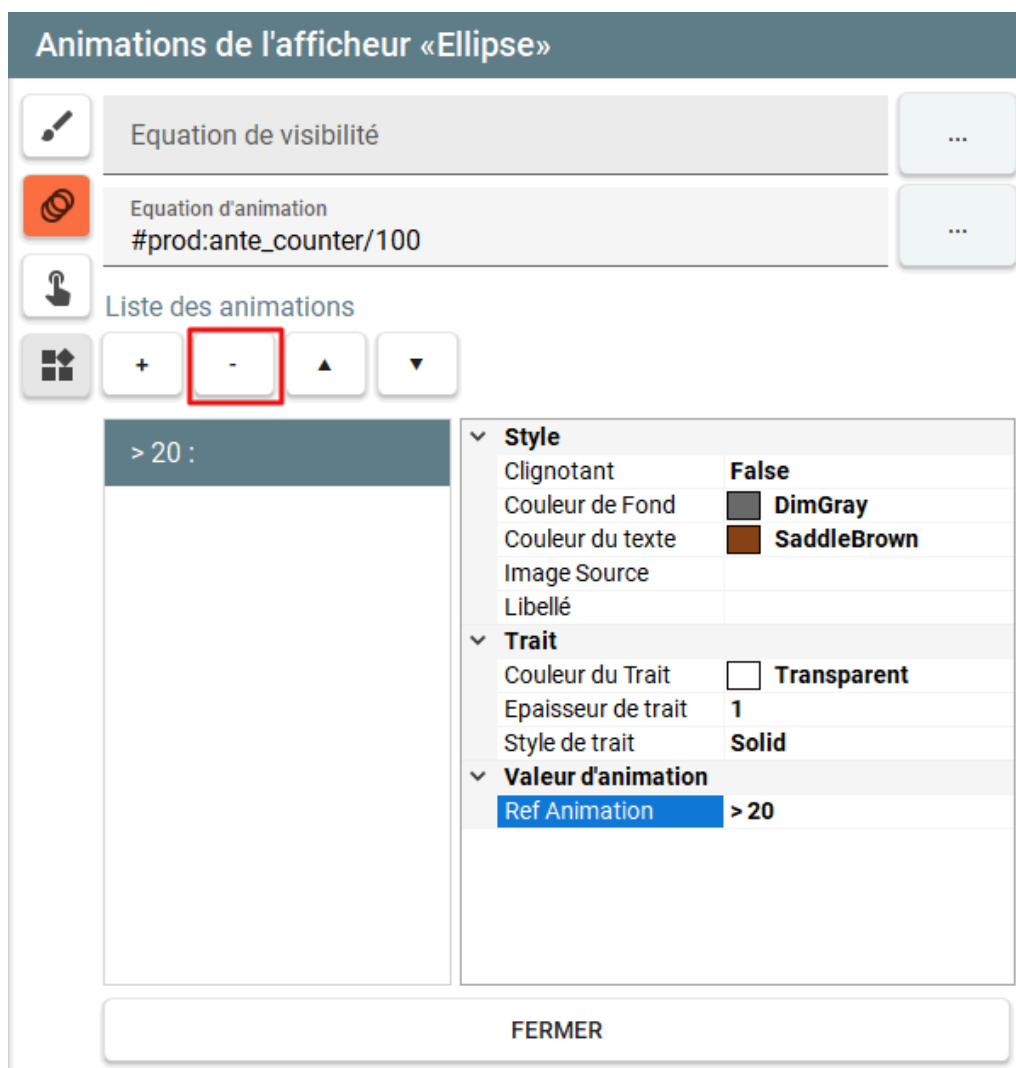 Animations de l'afficheur «Ellipse»
Equation de visibilité
...
Equation d'animation
#prod:ante_counter/100
...
Liste des animations
+ - ▲ ▼
> 20 :
Style
Clignotant False
Couleur de Fond DimGray
Couleur du texte SaddleBrown
Image Source
Libellé
Trait
Couleur du Trait Transparent
Epaisseur de trait 1
Style de trait Solid
Valeur d'animation
Ref Animation > 20
FERMER